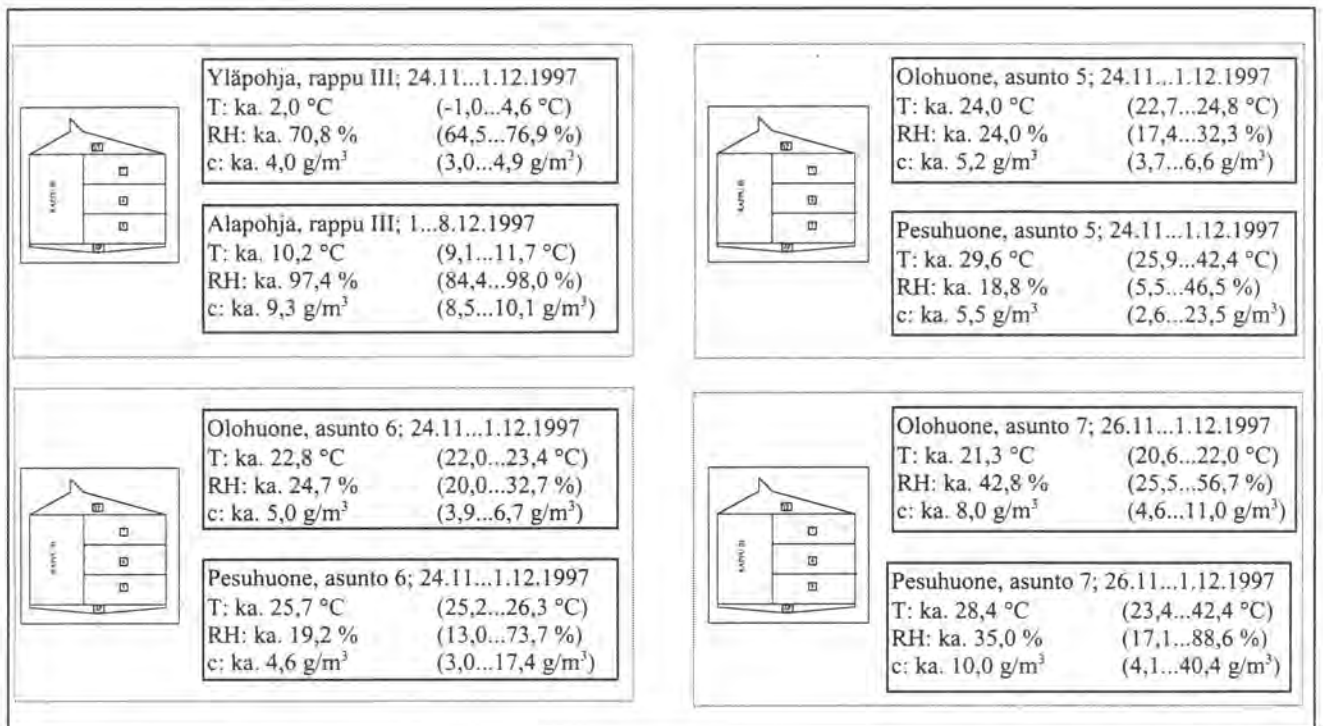 Yläpohja, rappu III; 24.11...1.12.1997
T: ka. 2,0 °C (-1,0...4,6 °C)
RH: ka. 70,8 % (64,5...76,9 %)
c: ka. 4,0 g/m³ (3,0...4,9 g/m³)
Alapohja, rappu III; 1...8.12.1997
T: ka. 10,2 °C (9,1...11,7 °C)
RH: ka. 97,4 % (84,4...98,0 %)
c: ka. 9,3 g/m³ (8,5...10,1 g/m³)
Olohuone, asunto 5; 24.11...1.12.1997
T: ka. 24,0 °C (22,7...24,8 °C)
RH: ka. 24,0 % (17,4...32,3 %)
c: ka. 5,2 g/m³ (3,7...6,6 g/m³)
Pesuhuone, asunto 5; 24.11...1.12.1997
T: ka. 29,6 °C (25,9...42,4 °C)
RH: ka. 18,8 % (5,5...46,5 %)
c: ka. 5,5 g/m³ (2,6...23,5 g/m³)
Olohuone, asunto 6; 24.11...1.12.1997
T: ka. 22,8 °C (22,0...23,4 °C)
RH: ka. 24,7 % (20,0...32,7 %)
c: ka. 5,0 g/m³ (3,9...6,7 g/m³)
Pesuhuone, asunto 6; 24.11...1.12.1997
T: ka. 25,7 °C (25,2...26,3 °C)
RH: ka. 19,2 % (13,0...73,7 %)
c: ka. 4,6 g/m³ (3,0...17,4 g/m³)
Olohuone, asunto 7; 26.11...1.12.1997
T: ka. 21,3 °C (20,6...22,0 °C)
RH: ka. 42,8 % (25,5...56,7 %)
c: ka. 8,0 g/m³ (4,6...11,0 g/m³)
Pesuhuone, asunto 7; 26.11...1.12.1997
T: ka. 28,4 °C (23,4...42,4 °C)
RH: ka. 35,0 % (17,1...88,6 %)
c: ka. 10,0 g/m³ (4,1...40,4 g/m³)